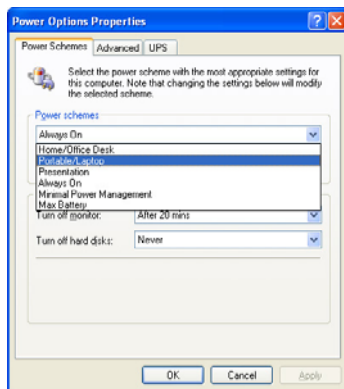 Power Options Properties
Power Schemes Advanced UPS
Select the power scheme with the most appropriate settings for
this computer. Note that changing the settings below will modify
the selected scheme.
Power schemes
Always On
Home/Office Desk
Portable/Laptop
Presentation
Always On
Minimal Power Management
Max Battery
Turn off monitor: After 20 mins
Turn off hard disks: Never
OK Cancel Apply